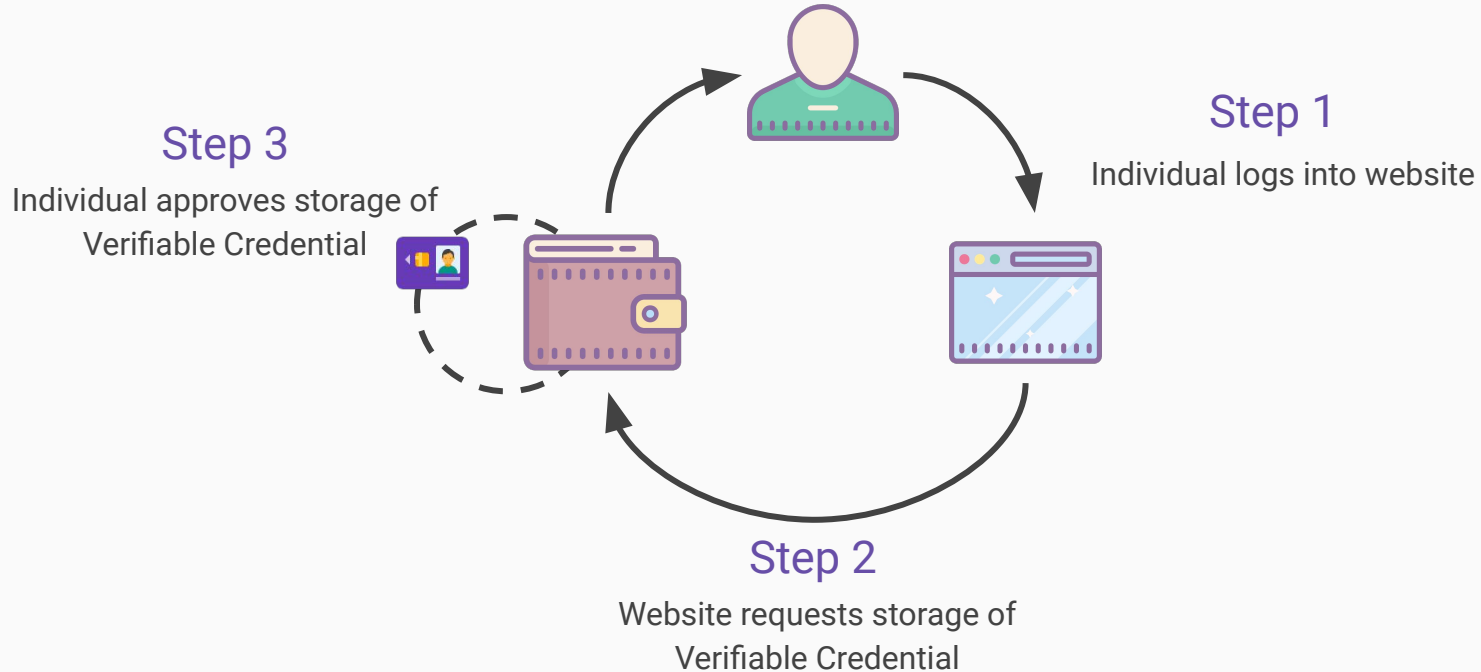 Step 1
Individual logs into website
Step 2
Website requests storage of
Verifiable Credential
Step 3
Individual approves storage of
Verifiable Credential